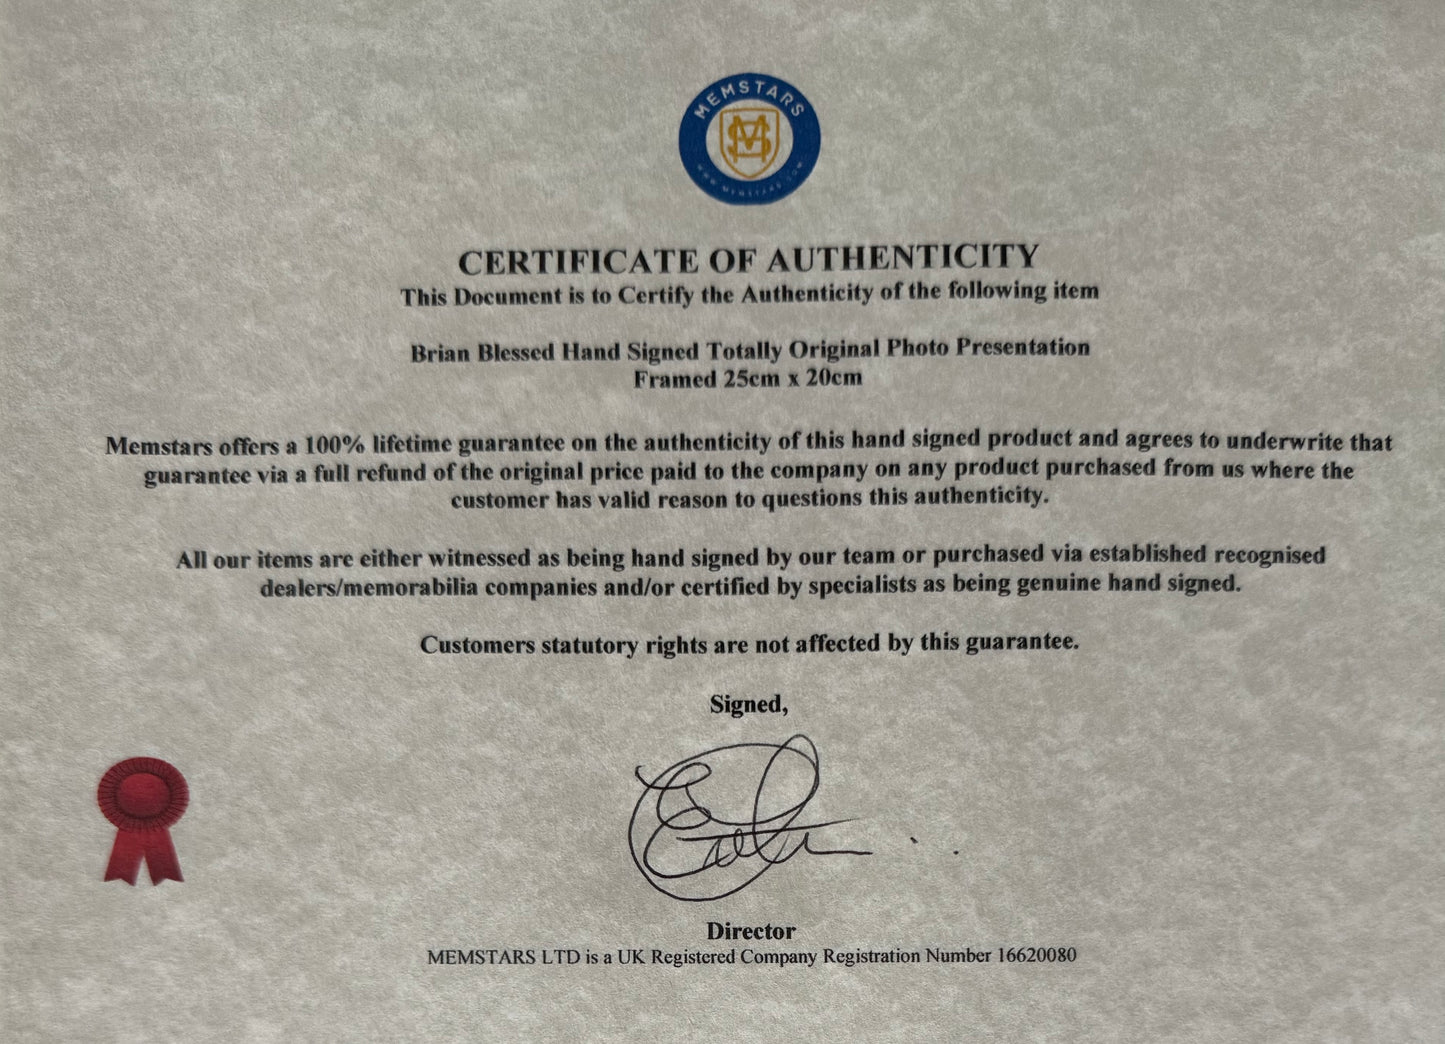 MEMSTARS
MS
WWW.MEMSTARS.COM
CERTIFICATE OF AUTHENTICITY
This Document is to Certify the Authenticity of the following item
Brian Blessed Hand Signed Totally Original Photo Presentation
Framed 25cm x 20cm
Memstars offers a 100% lifetime guarantee on the authenticity of this hand signed product and agrees to underwrite that
guarantee via a full refund of the original price paid to the company on any product purchased from us where the
customer has valid reason to questions this authenticity.
All our items are either witnessed as being hand signed by our team or purchased via established recognised
dealers/memorabilia companies and/or certified by specialists as being genuine hand signed.
Customers statutory rights are not affected by this guarantee.
Signed,
Director
MEMSTARS LTD is a UK Registered Company Registration Number 16620080